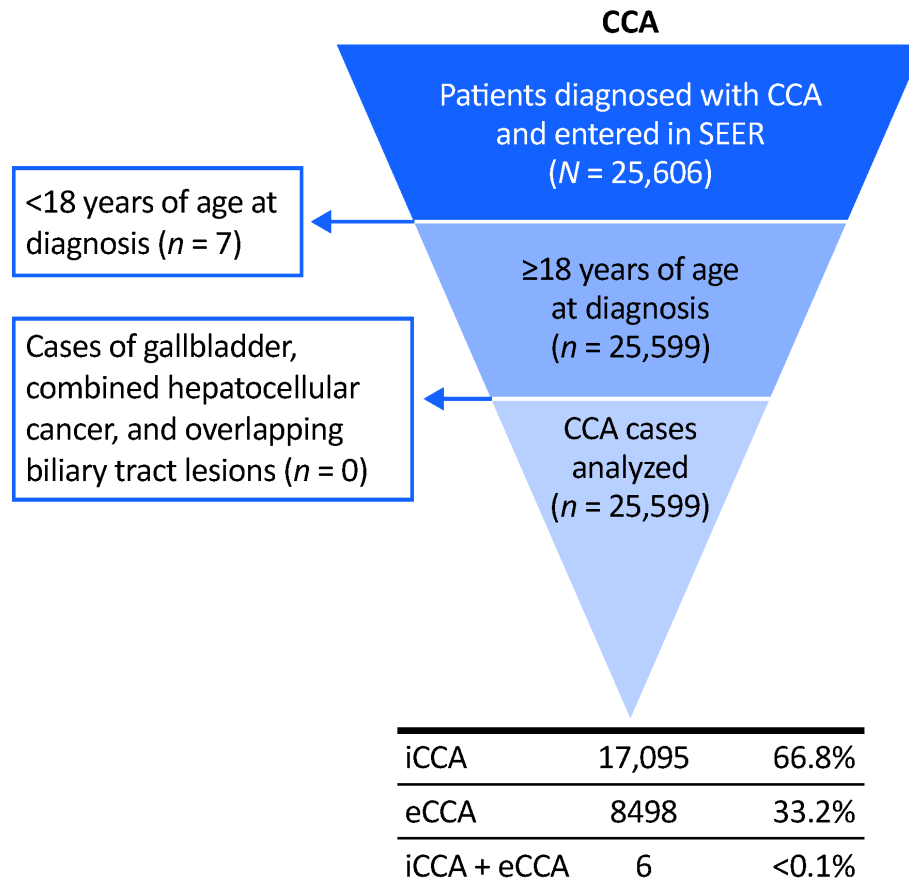 CCA
Patients diagnosed with CCA
and entered in SEER
(N = 25,606)
<18 years of age at
diagnosis (n = 7)
≥18 years of age
at diagnosis
(n = 25,599)
Cases of gallbladder,
combined hepatocellular
cancer, and overlapping
biliary tract lesions (n = 0)
CCA cases
analyzed
(n = 25,599)
iCCA 17,095 66.8%
eCCA 8498 33.2%
iCCA + eCCA 6 <0.1%